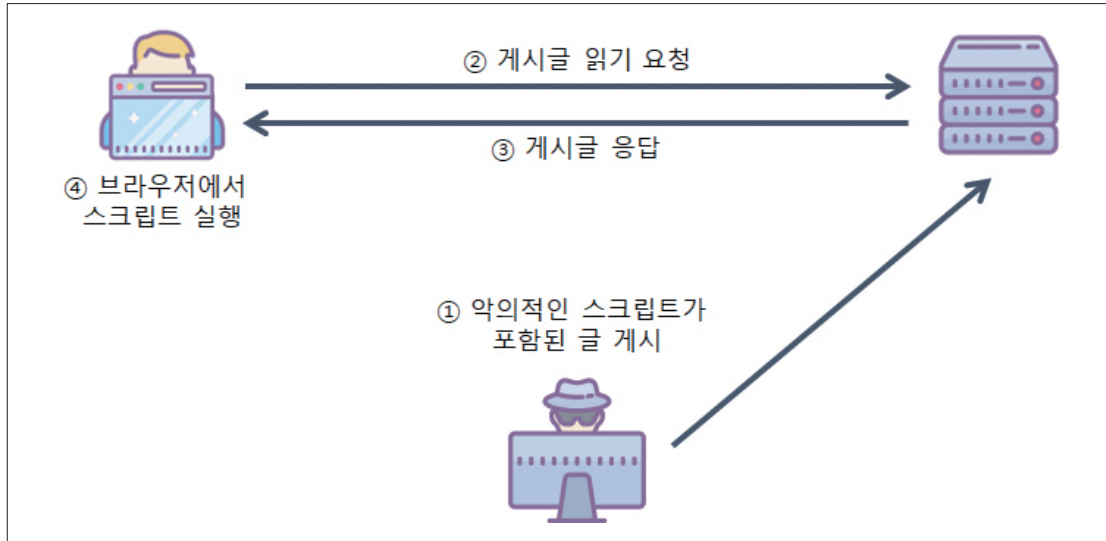 ② 게시글 읽기 요청
③ 게시글 응답
④ 브라우저에서
스크립트 실행
① 악의적인 스크립트가
포함된 글 게시